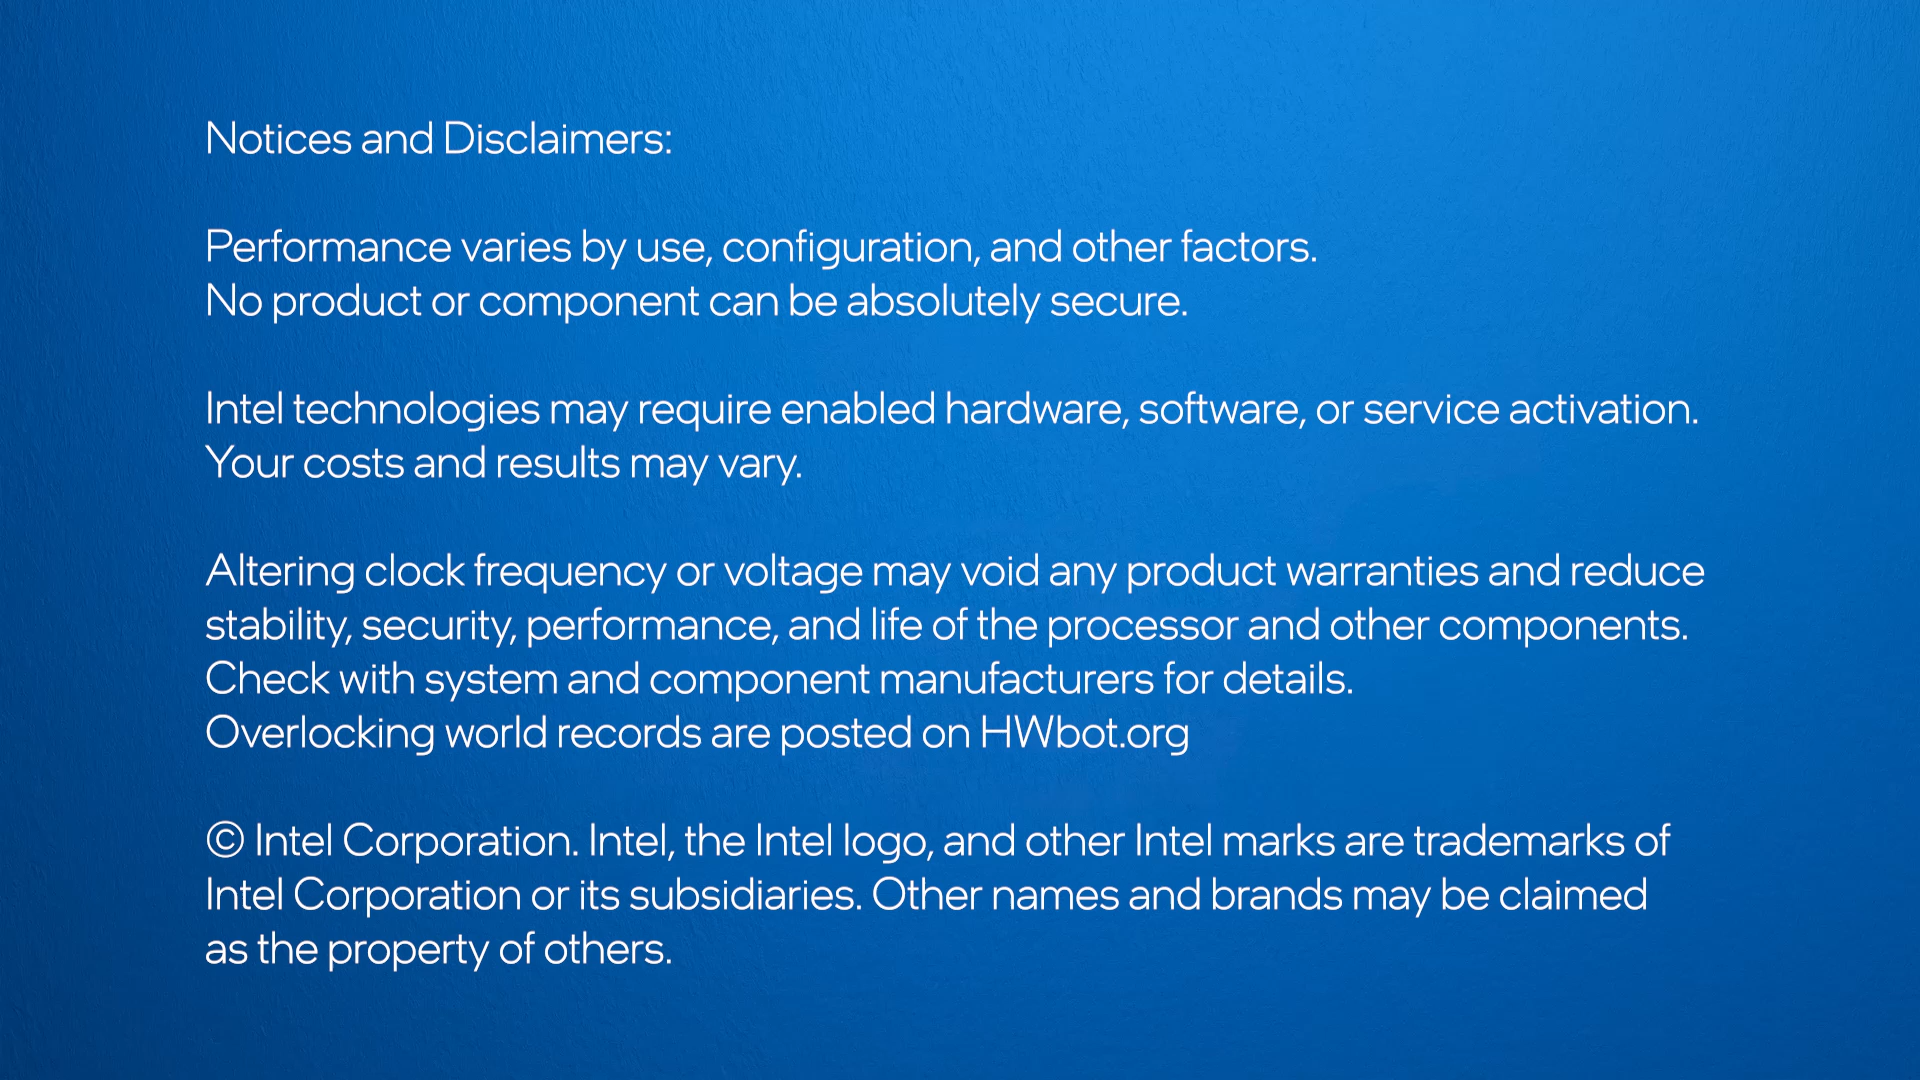 Notices and Disclaimers:
Performance varies by use, configuration, and other factors.
No product or component can be absolutely secure.
Intel technologies may require enabled hardware, software, or service activation.
Your costs and results may vary.
Altering clock frequency or voltage may void any product warranties and reduce
stability, security, performance, and life of the processor and other components.
Check with system and component manufacturers for details.
Overlocking world records are posted on HWbot.org
© Intel Corporation. Intel, the Intel logo, and other Intel marks are trademarks of
Intel Corporation or its subsidiaries. Other names and brands may be claimed
as the property of others.